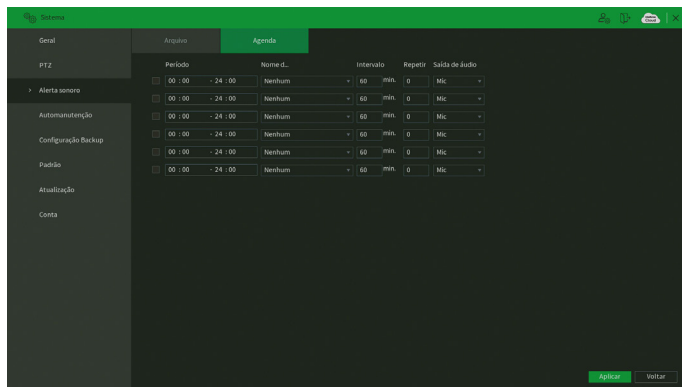 Sistema
Geral
PTZ
Alerta sonoro
Automanutenção
Configuração Backup
Padrão
Atualização
Conta
Arquivo Agenda
Período Nome d... Intervalo Repetir Saída de áudio
00 : 00 - 24 : 00 Nenhum 60 min. 0 Mic
00 : 00 - 24 : 00 Nenhum 60 min. 0 Mic
00 : 00 - 24 : 00 Nenhum 60 min. 0 Mic
00 : 00 - 24 : 00 Nenhum 60 min. 0 Mic
00 : 00 - 24 : 00 Nenhum 60 min. 0 Mic
00 : 00 - 24 : 00 Nenhum 60 min. 0 Mic
Aplicar Voltar